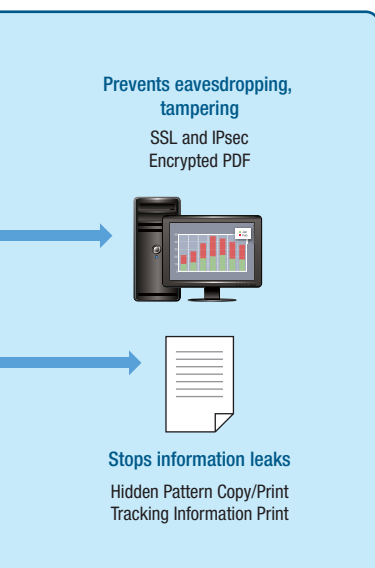 Prevents eavesdropping,
tampering
SSL and IPsec
Encrypted PDF
Stops information leaks
Hidden Pattern Copy/Print
Tracking Information Print